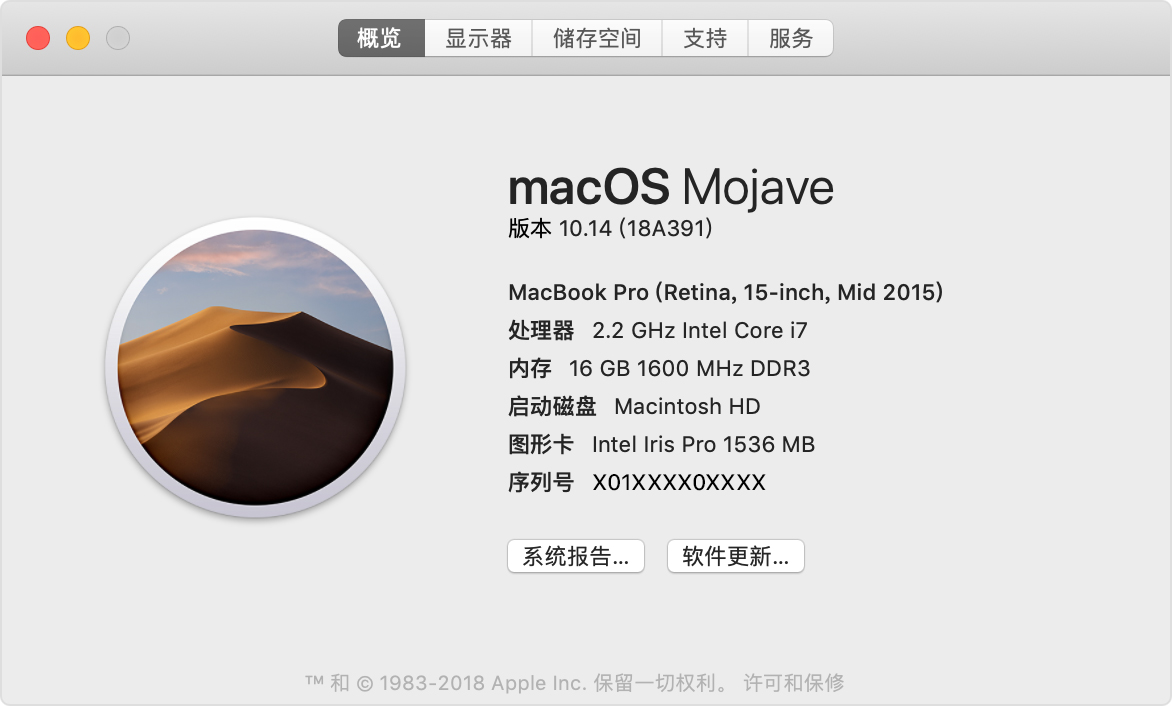 概览 显示器 储存空间 支持 服务
macOS Mojave
版本 10.14 (18A391)
MacBook Pro (Retina, 15-inch, Mid 2015)
处理器 2.2 GHz Intel Core i7
内存 16 GB 1600 MHz DDR3
启动磁盘 Macintosh HD
图形卡 Intel Iris Pro 1536 MB
序列号 X01XXXX0XXXX
系统报告... 软件更新...
™ 和 © 1983-2018 Apple Inc. 保留一切权利。 许可和保修